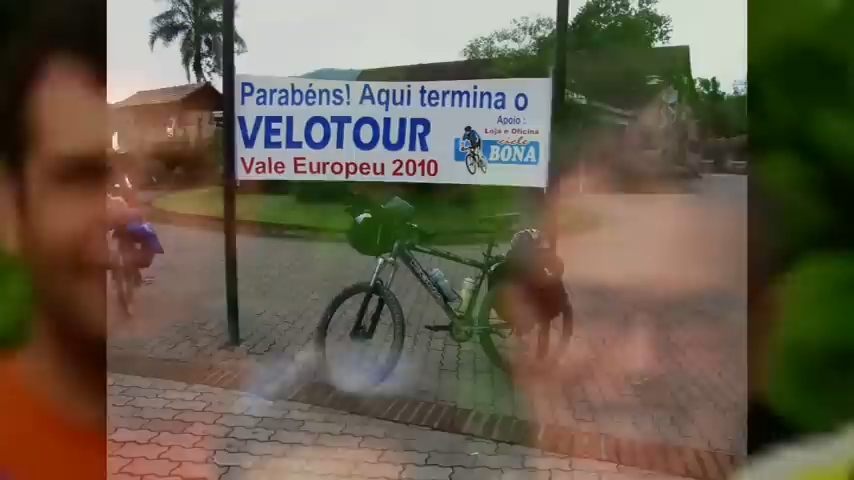 Parabéns! Aqui termina o
VELOTOUR
Vale Europeu 2010
Apoio :
Loja e Oficina
ciclo
BONA